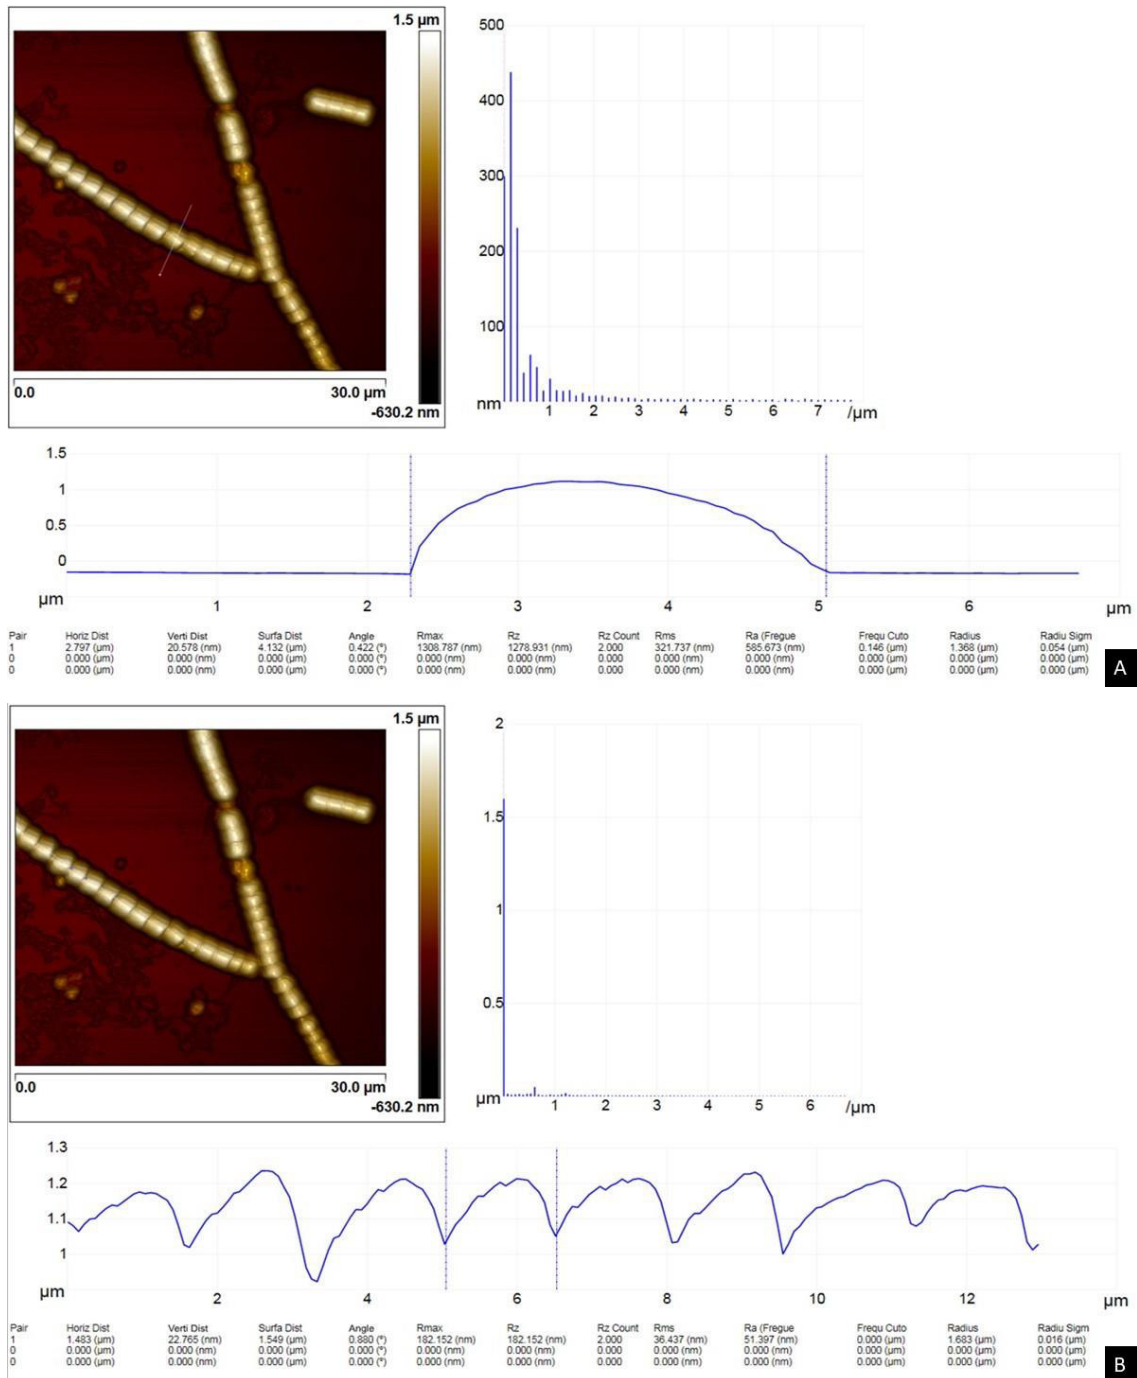 1.5 µm
0.0 30.0 µm
-630.2 nm
500
400
300
200
100
nm 1 2 3 4 5 6 7 /µm
1.5
1
0.5
0
µm 1 2 3 4 5 6 µm
Pair Horiz Dist Verti Dist Surfa Dist Angle Rmax Rz Rz Count Rms Ra (Fregue Frequ Cuto Radius Radiu Sigm
1 2.797 (µm) 20.578 (nm) 4.132 (µm) 0.422 (°) 1308.787 (nm) 1278.931 (nm) 2.000 321.737 (nm) 585.673 (nm) 0.146 (µm) 1.368 (µm) 0.054 (µm)
0 0.000 (µm) 0.000 (nm) 0.000 (µm) 0.000 (°) 0.000 (nm) 0.000 (nm) 0.000 0.000 (nm) 0.000 (nm) 0.000 (µm) 0.000 (µm) 0.000 (µm)
0 0.000 (µm) 0.000 (nm) 0.000 (µm) 0.000 (°) 0.000 (nm) 0.000 (nm) 0.000 0.000 (nm) 0.000 (nm) 0.000 (µm) 0.000 (µm) 0.000 (µm)
A
1.5 µm
0.0 30.0 µm
-630.2 nm
2
1.5
1
0.5
µm 1 2 3 4 5 6 /µm
1.3
1.2
1.1
1
µm 2 4 6 8 10 12 µm
Pair Horiz Dist Verti Dist Surfa Dist Angle Rmax Rz Rz Count Rms Ra (Fregue Frequ Cuto Radius Radiu Sigm
1 1.483 (µm) 22.765 (nm) 1.549 (µm) 0.880 (°) 182.152 (nm) 182.152 (nm) 2.000 36.437 (nm) 51.397 (nm) 0.000 (µm) 1.683 (µm) 0.016 (µm)
0 0.000 (µm) 0.000 (nm) 0.000 (µm) 0.000 (°) 0.000 (nm) 0.000 (nm) 0.000 0.000 (nm) 0.000 (nm) 0.000 (µm) 0.000 (µm) 0.000 (µm)
0 0.000 (µm) 0.000 (nm) 0.000 (µm) 0.000 (°) 0.000 (nm) 0.000 (nm) 0.000 0.000 (nm) 0.000 (nm) 0.000 (µm) 0.000 (µm) 0.000 (µm)
B